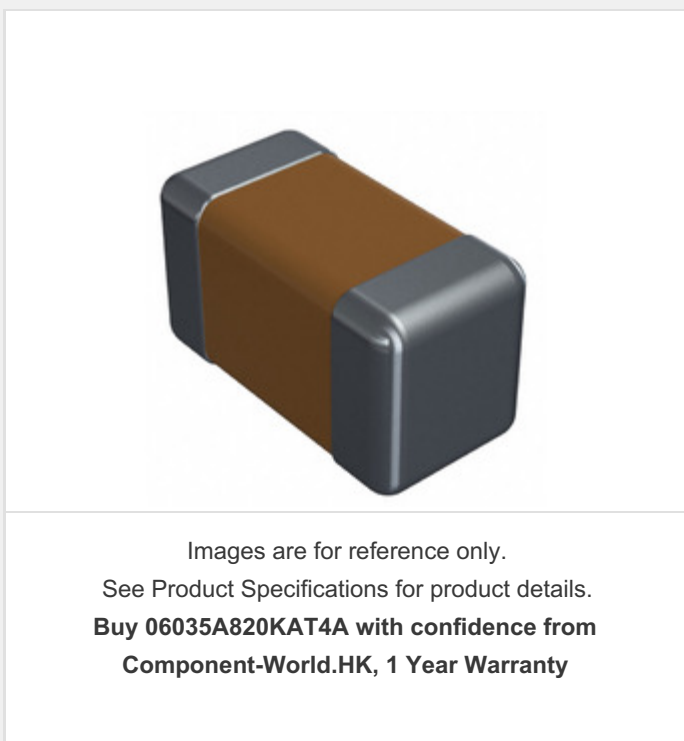 Images are for reference only.
See Product Specifications for product details.
Buy 06035A820KAT4A with confidence from
Component-World.HK, 1 Year Warranty